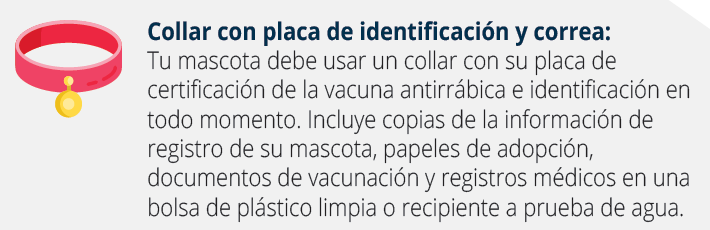 Collar con placa de identificación y correa:
Tu mascota debe usar un collar con su placa de
certificación de la vacuna antirrábica e identificación en
todo momento. Incluye copias de la información de
registro de su mascota, papeles de adopción,
documentos de vacunación y registros médicos en una
bolsa de plástico limpia o recipiente a prueba de agua.